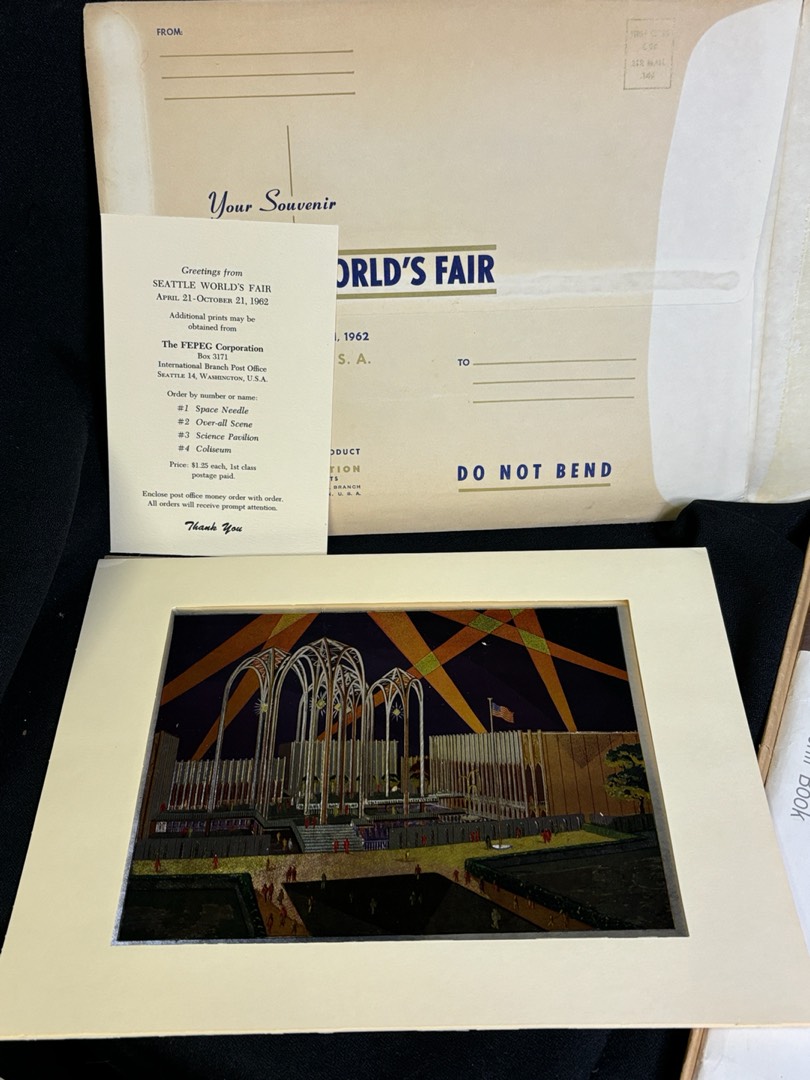 FROM:
Your Souvenir
ORLD'S FAIR
, 1962
S. A.
TO
ODUCT
TION
TS
BRANCH
N. U. S. A.
DO NOT BEND
Greetings from
SEATTLE WORLD'S FAIR
APRIL 21-OCTOBER 21, 1962
Additional prints may be
obtained from
The FEPEG Corporation
Box 3171
International Branch Post Office
SEATTLE 14, WASHINGTON, U.S.A.
Order by number or name:
#1 Space Needle
#2 Over-all Scene
#3 Science Pavilion
#4 Coliseum
Price: $1.25 each, 1st class
postage paid.
Enclose post office money order with order.
All orders will receive prompt attention.
Thank You
BOOK